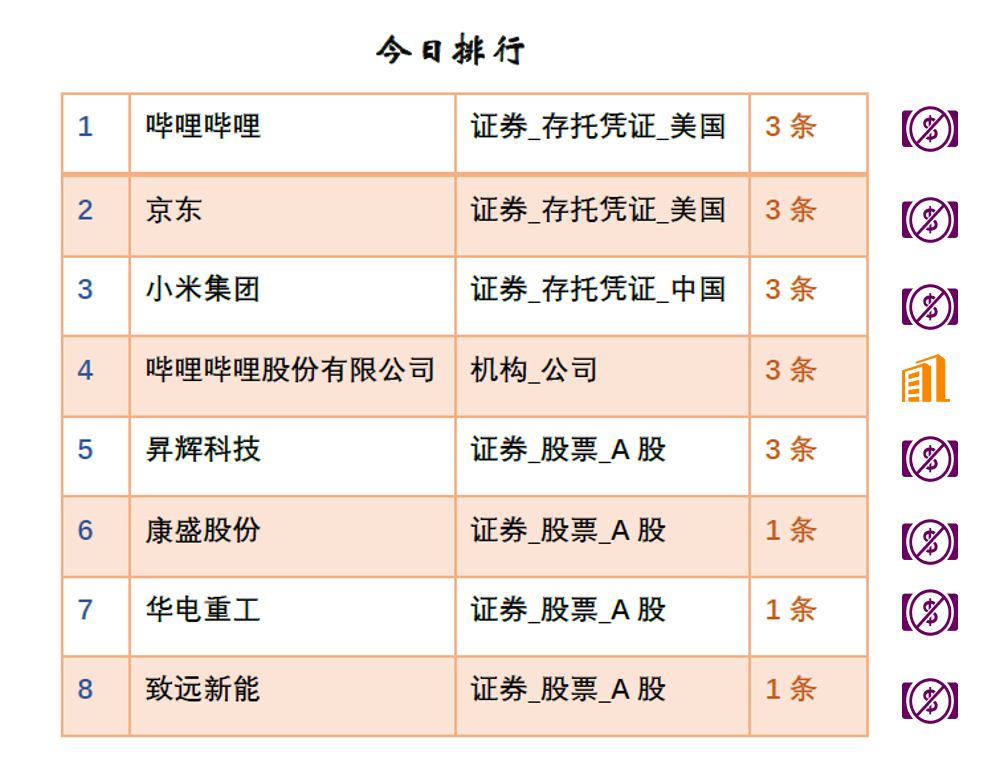 今日排行
1 哔哩哔哩 证券_存托凭证_美国 3 条
2 京东 证券_存托凭证_美国 3 条
3 小米集团 证券_存托凭证_中国 3 条
4 哔哩哔哩股份有限公司 机构_公司 3 条
5 昇辉科技 证券_股票_A 股 3 条
6 康盛股份 证券_股票_A 股 1 条
7 华电重工 证券_股票_A 股 1 条
8 致远新能 证券_股票_A 股 1 条